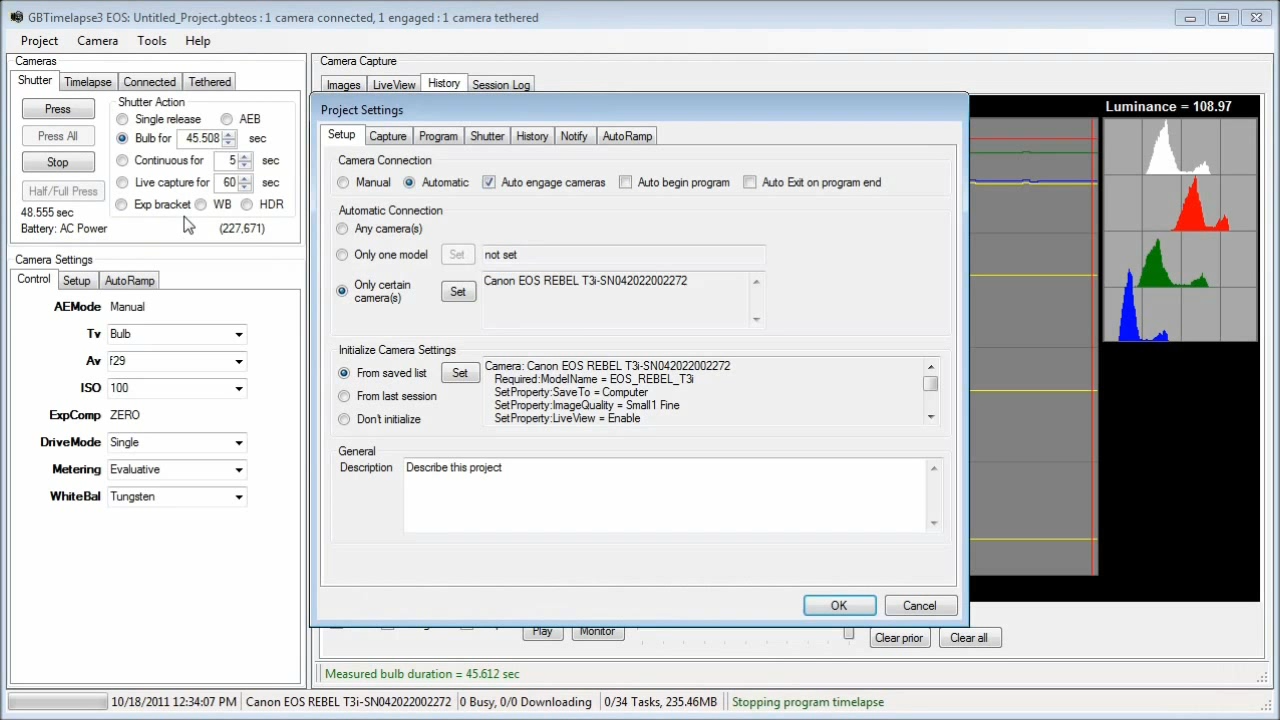 GBTimelapse3 EOS: Untitled_Project.gbteos : 1 camera connected, 1 engaged : 1 camera tethered
Project Camera Tools Help
Cameras
Shutter Timelapse Connected Tethered
Press
Press All
Stop
Half/Full Press
48.555 sec
Battery: AC Power
Shutter Action
Single release AEB
Bulb for 45.508 sec
Continuous for 5 sec
Live capture for 60 sec
Exp bracket WB HDR
(227,671)
Camera Settings
Control Setup AutoRamp
AEMode Manual
Tv Bulb
Av f29
ISO 100
ExpComp ZERO
DriveMode Single
Metering Evaluative
WhiteBal Tungsten
Camera Capture
Images LiveView History Session Log
Luminance = 108.97
Project Settings
Setup Capture Program Shutter History Notify AutoRamp
Camera Connection
Manual Automatic Auto engage cameras Auto begin program Auto Exit on program end
Automatic Connection
Any camera(s)
Only one model Set not set
Only certain camera(s) Set Canon EOS REBEL T3i-SN042022002272
Initialize Camera Settings
From saved list Set
From last session
Don't initialize
Camera: Canon EOS REBEL T3i-SN042022002272
Required:ModelName = EOS_REBEL_T3i
SetProperty:SaveTo = Computer
SetProperty:ImageQuality = Small1 Fine
SetProperty:LiveView = Enable
General
Description Describe this project
OK Cancel
Play Monitor Clear prior Clear all
Measured bulb duration = 45.612 sec
10/18/2011 12:34:07 PM Canon EOS REBEL T3i-SN042022002272 0 Busy, 0/0 Downloading 0/34 Tasks, 235.46MB Stopping program timelapse